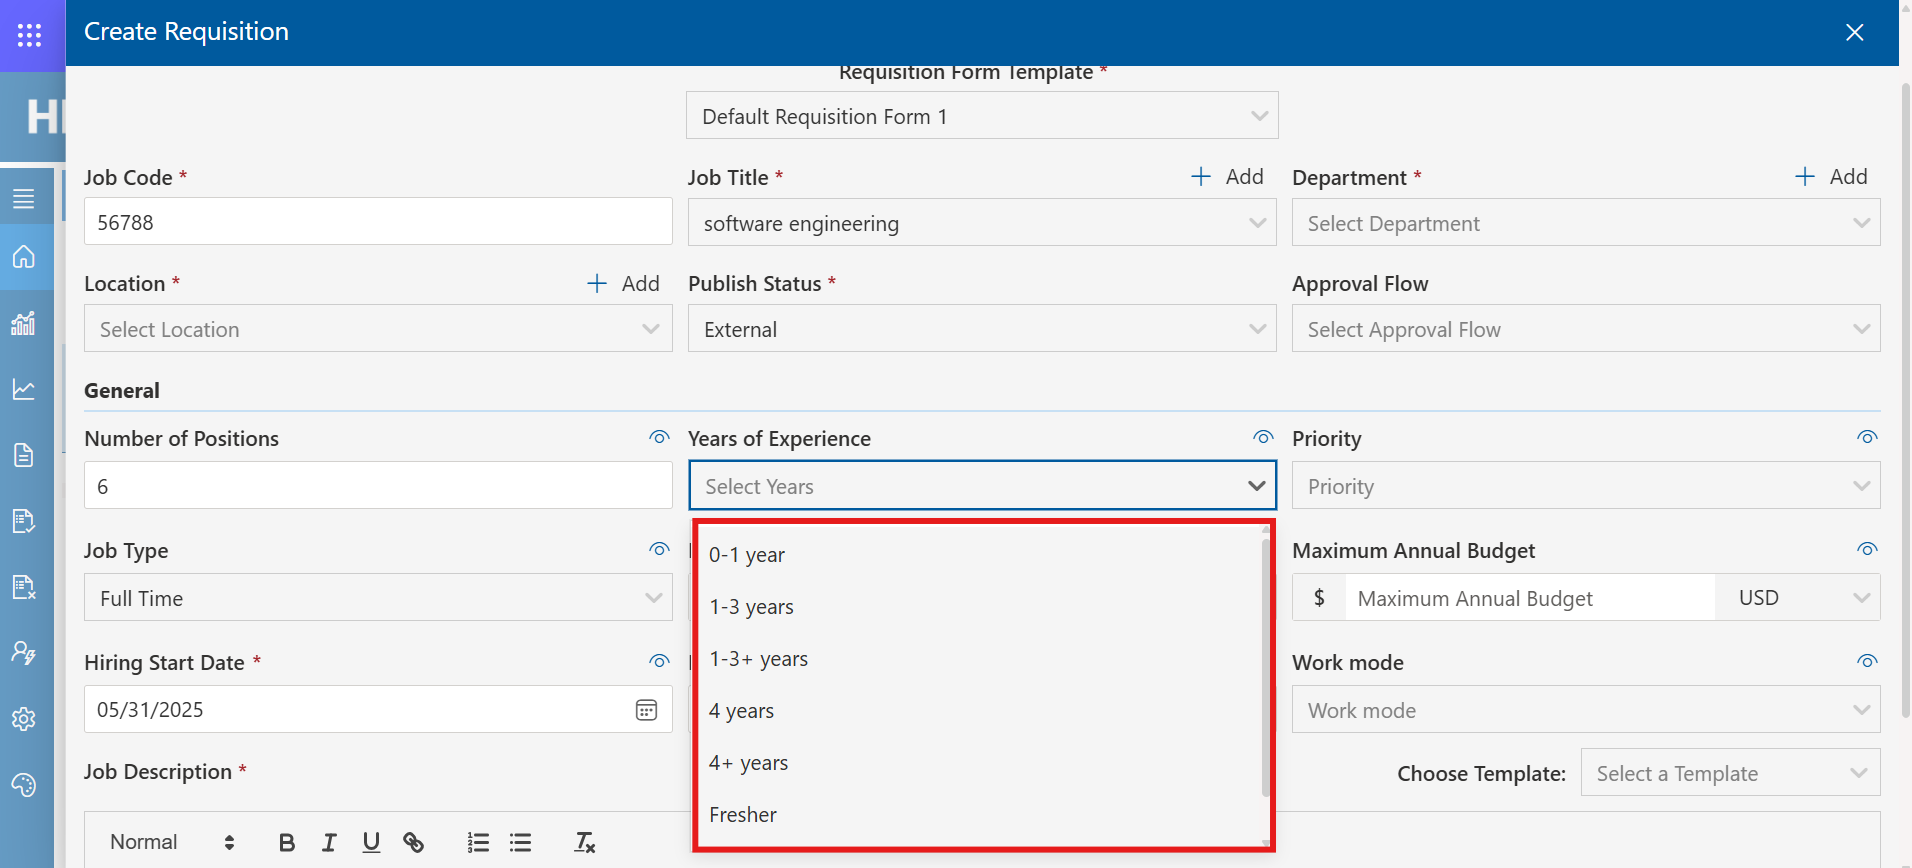 Create Requisition
Requisition Form Template *
Default Requisition Form 1
Job Code *
Job Title *
Add
Department *
Add
56788
software engineering
Select Department
Location *
Add
Publish Status *
Approval Flow
Select Location
External
Select Approval Flow
General
Number of Positions
Years of Experience
Priority
6
Select Years
Priority
0-1 year
1-3 years
1-3+ years
4 years
4+ years
Fresher
Job Type
Maximum Annual Budget
Full Time
$
Maximum Annual Budget
USD
Hiring Start Date *
Work mode
05/31/2025
Work mode
Job Description *
Choose Template:
Select a Template
Normal